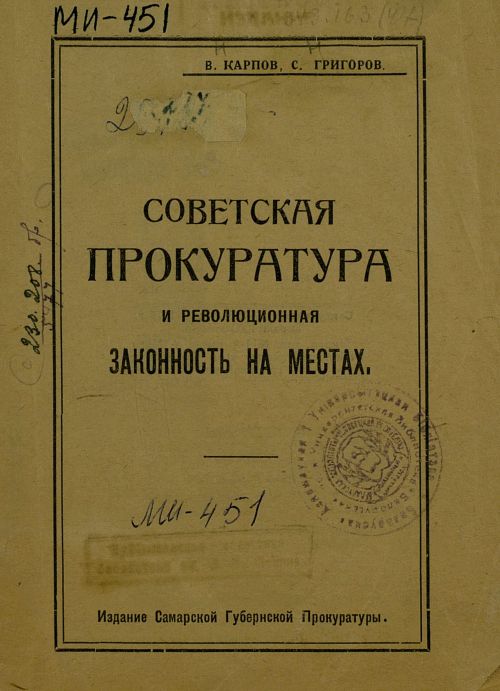 МИ-451
В. КАРПОВ, С. ГРИГОРОВ.
СОВЕТСКАЯ
ПРОКУРАТУРА
И РЕВОЛЮЦИОННАЯ
ЗАКОННОСТЬ НА МЕСТАХ.
МИ-451
Издание Самарской Губернской Прокуратуры.